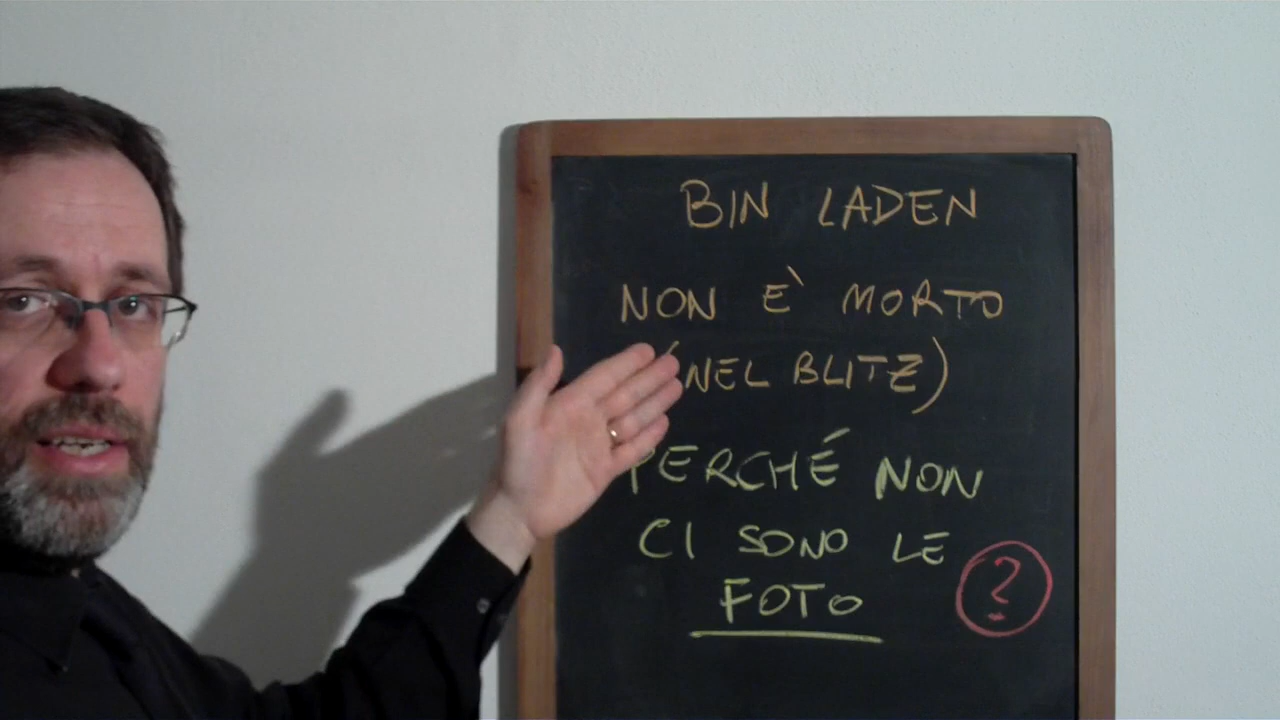 BIN LADEN
NON E' MORTO
(NEL BLITZ)
PERCHÉ NON
CI SONO LE
FOTO
?